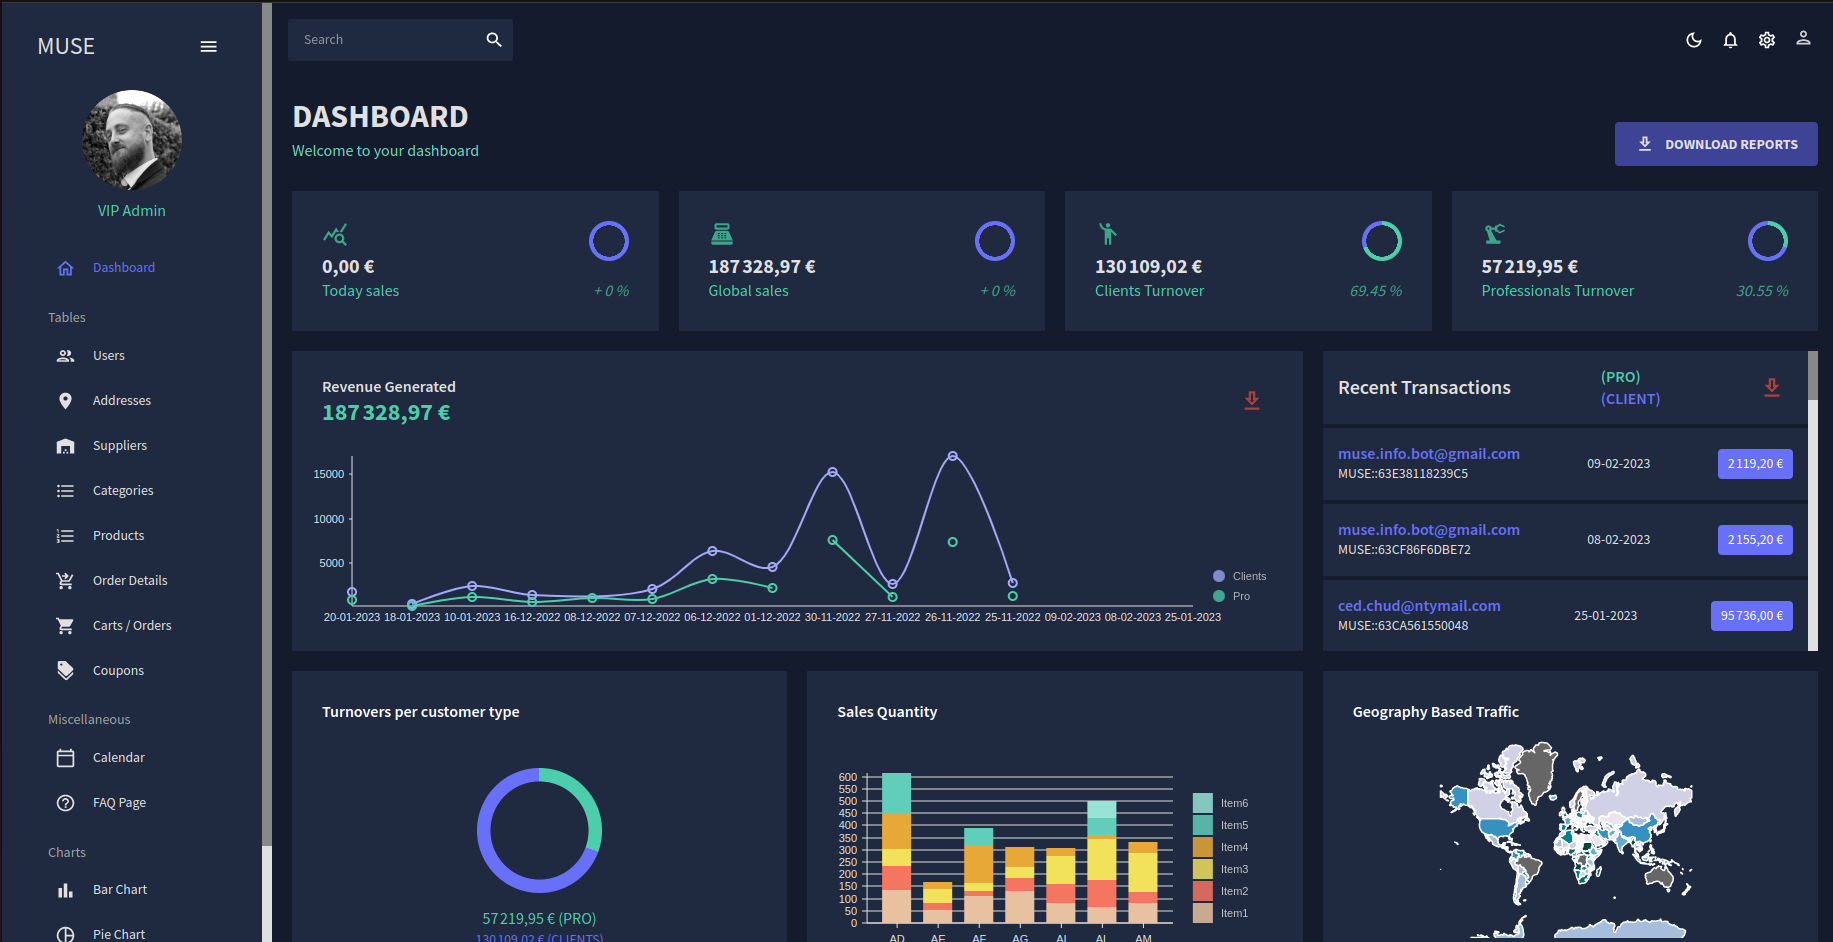 MUSE
Search
VIP Admin
Dashboard
Tables
Users
Addresses
Suppliers
Categories
Products
Order Details
Carts / Orders
Coupons
Miscellaneous
Calendar
FAQ Page
Charts
Bar Chart
Pie Chart
DASHBOARD
Welcome to your dashboard
DOWNLOAD REPORTS
0,00 €
Today sales
+ 0 %
187 328,97 €
Global sales
+ 0 %
130 109,02 €
Clients Turnover
69.45 %
57 219,95 €
Professionals Turnover
30.55 %
Revenue Generated
187 328,97 €
15000
10000
5000
20-01-2023 18-01-2023 10-01-2023 16-12-2022 08-12-2022 07-12-2022 06-12-2022 01-12-2022 30-11-2022 27-11-2022 26-11-2022 25-11-2022 09-02-2023 08-02-2023 25-01-2023
Clients
Pro
Recent Transactions
(PRO)
(CLIENT)
muse.info.bot@gmail.com
MUSE::63E38118239C5
09-02-2023
2 119,20 €
muse.info.bot@gmail.com
MUSE::63CF86F6DBE72
08-02-2023
2 155,20 €
ced.chud@ntymail.com
MUSE::63CA561550048
25-01-2023
95 736,00 €
Turnovers per customer type
57 219,95 € (PRO)
130 109,02 € (CLIENTS)
Sales Quantity
600
550
500
450
400
350
300
250
200
150
100
50
0
AD AE AF AG AI AL AM
Item6
Item5
Item4
Item3
Item2
Item1
Geography Based Traffic